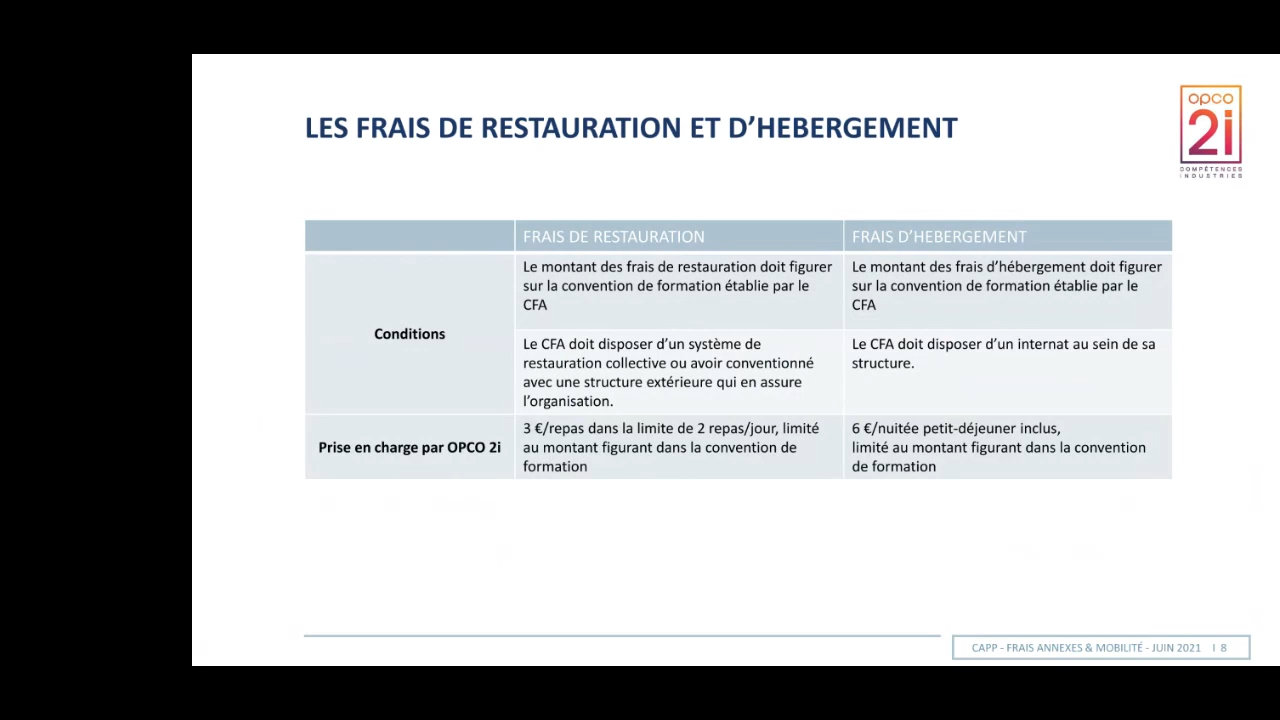 LES FRAIS DE RESTAURATION ET D’HEBERGEMENT
opco
2i
COMPÉTENCES
INDUSTRIES
FRAIS DE RESTAURATION
FRAIS D’HEBERGEMENT
Conditions
Le montant des frais de restauration doit figurer
sur la convention de formation établie par le
CFA
Le montant des frais d’hébergement doit figurer
sur la convention de formation établie par le
CFA
Le CFA doit disposer d’un système de
restauration collective ou avoir conventionné
avec une structure extérieure qui en assure
l’organisation.
Le CFA doit disposer d’un internat au sein de sa
structure.
Prise en charge par OPCO 2i
3 €/repas dans la limite de 2 repas/jour, limité
au montant figurant dans la convention de
formation
6 €/nuitée petit-déjeuner inclus,
limité au montant figurant dans la convention
de formation
CAPP - FRAIS ANNEXES & MOBILITÉ - JUIN 2021 I 8